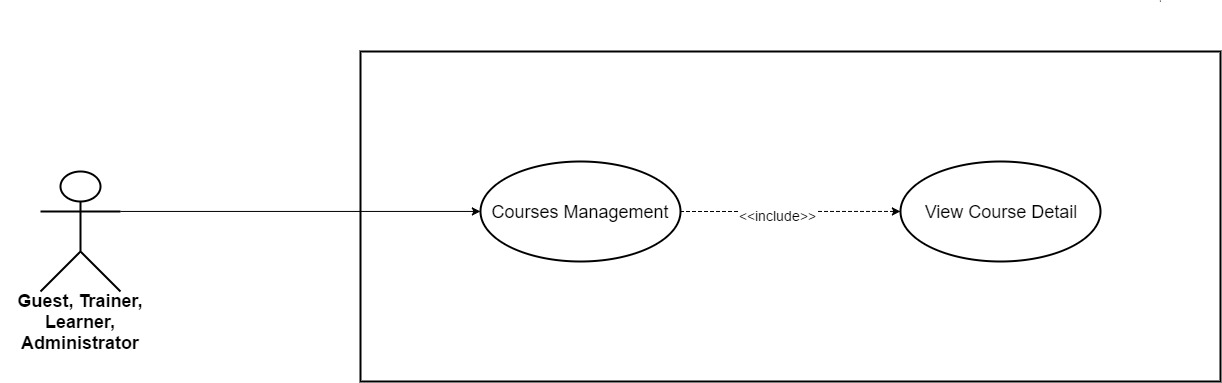 Courses Management
<<include>>
View Course Detail
Guest, Trainer,
Learner,
Administrator